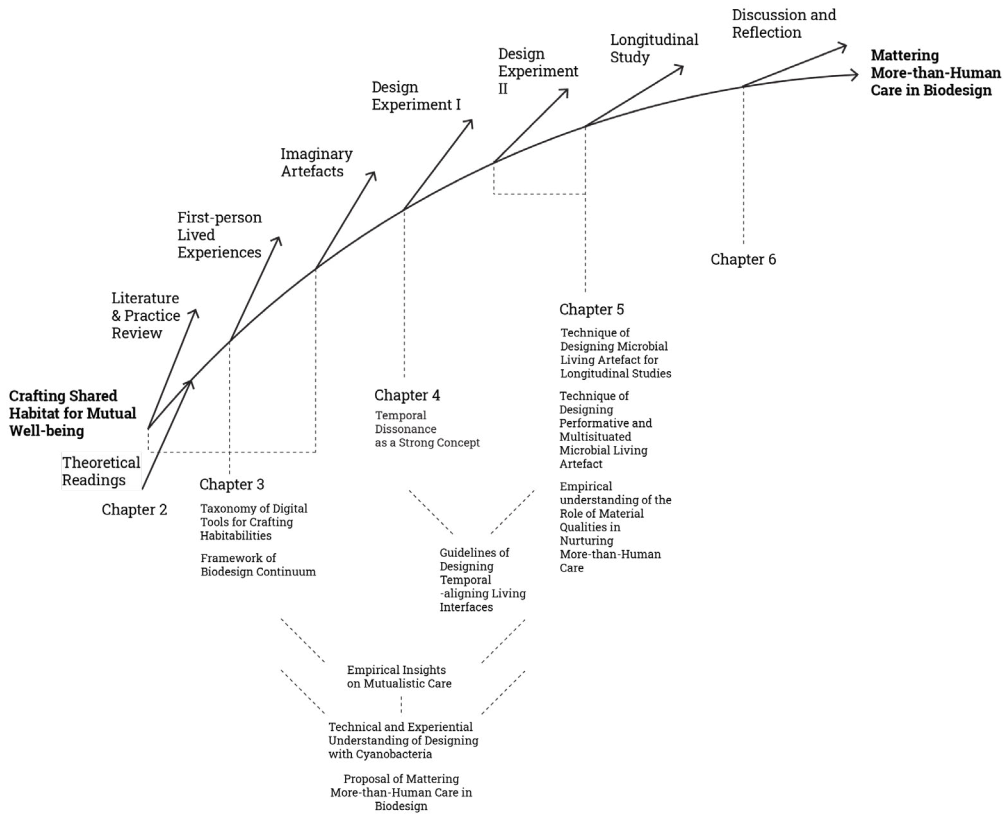 Discussion and
Reflection
Mattering
More-than-Human
Care in Biodesign
Longitudinal
Study
Design
Experiment
II
Design
Experiment I
Imaginary
Artefacts
First-person
Lived
Experiences
Literature
& Practice
Review
Crafting Shared
Habitat for Mutual
Well-being
Theoretical
Readings
Chapter 2
Chapter 3
Taxonomy of Digital
Tools for Crafting
Habitabilities
Framework of
Biodesign Continuum
Chapter 4
Temporal
Dissonance
as a Strong Concept
Chapter 5
Technique of
Designing Microbial
Living Artefact for
Longitudinal Studies
Technique of
Designing
Performative and
Multisituated
Microbial Living
Artefact
Empirical
understanding of the
Role of Material
Qualities in
Nurturing
More-than-Human
Care
Chapter 6
Guidelines of
Designing
Temporal
-aligning Living
Interfaces
Empirical Insights
on Mutualistic Care
Technical and Experiential
Understanding of Designing
with Cyanobacteria
Proposal of Mattering
More-than-Human Care in
Biodesign